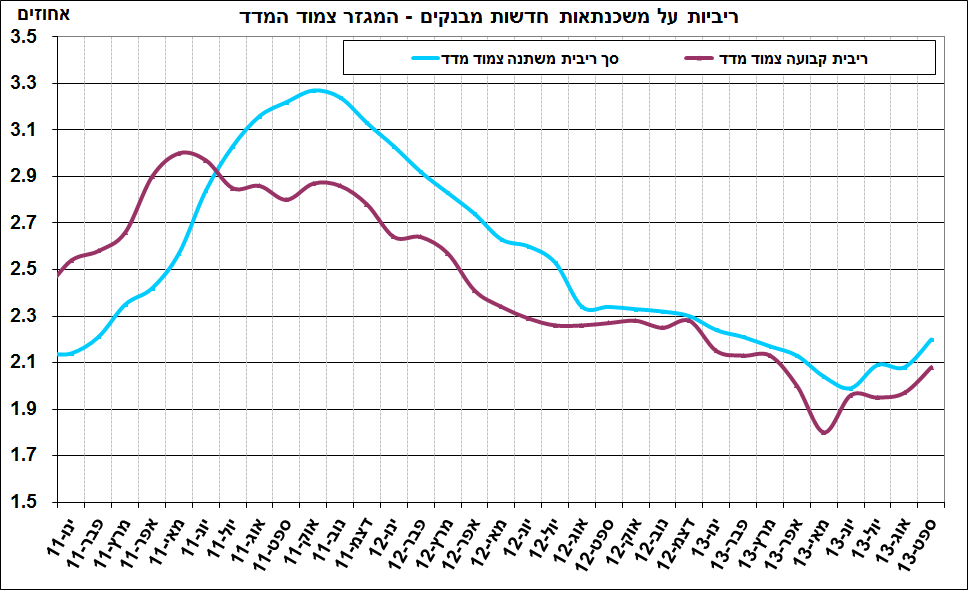 ריביות על משכנתאות חדשות מבנקים - המגזר צמוד המדד
אחוזים
ריבית קבועה צמוד מדד
סך ריבית משתנה צמוד מדד
3.5
3.3
3.1
2.9
2.7
2.5
2.3
2.1
1.9
1.7
1.5
ינו-11
פבר-11
מרץ-11
אפר-11
מאי-11
יונ-11
יול-11
אוג-11
ספט-11
אוק-11
נוב-11
דצמ-11
ינו-12
פבר-12
מרץ-12
אפר-12
מאי-12
יונ-12
יול-12
אוג-12
ספט-12
אוק-12
נוב-12
דצמ-12
ינו-13
פבר-13
מרץ-13
אפר-13
מאי-13
יונ-13
יול-13
אוג-13
ספט-13